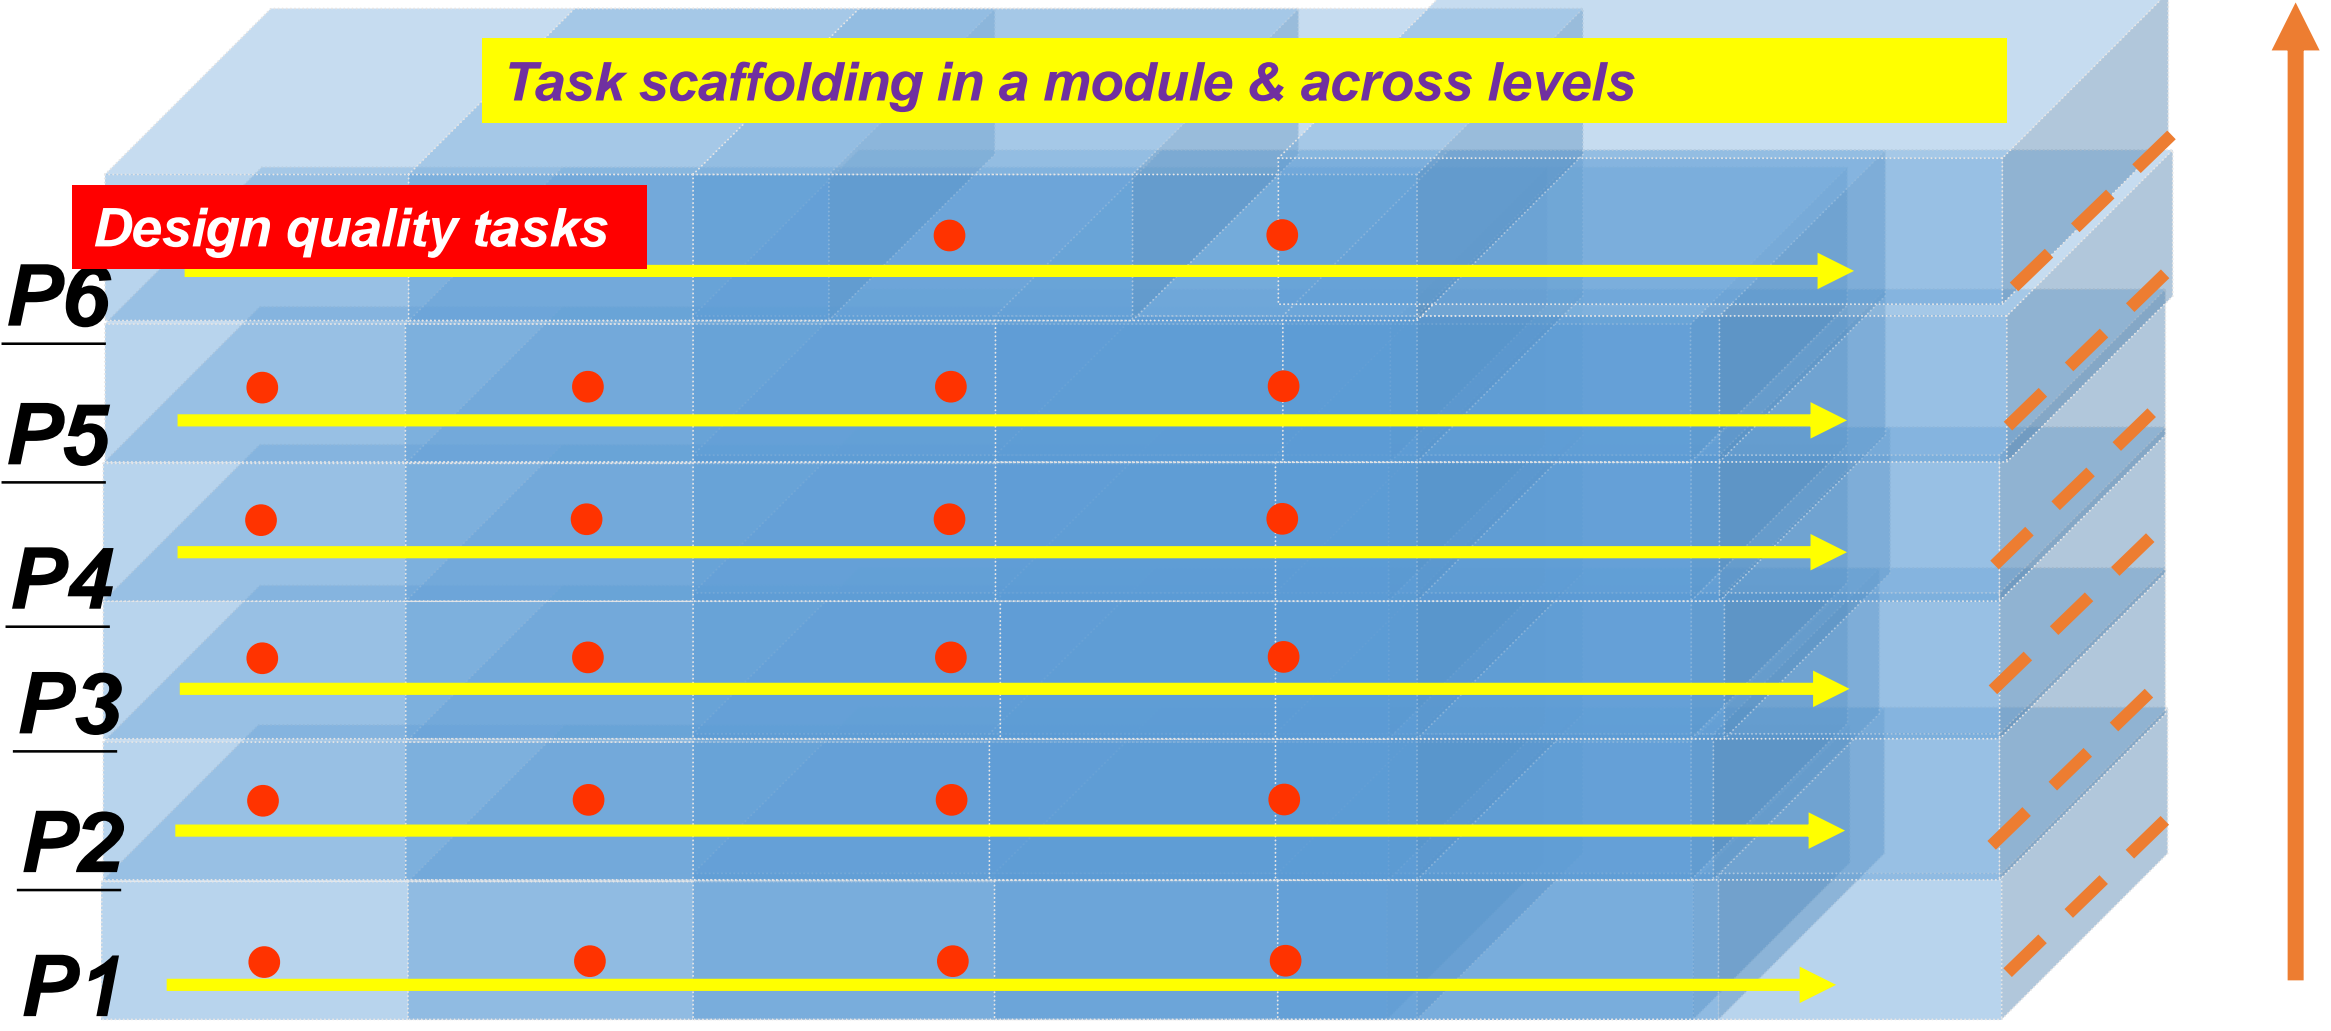 Task scaffolding in a module & across levels
Design quality tasks
P6
P5
P4
P3
P2
P1